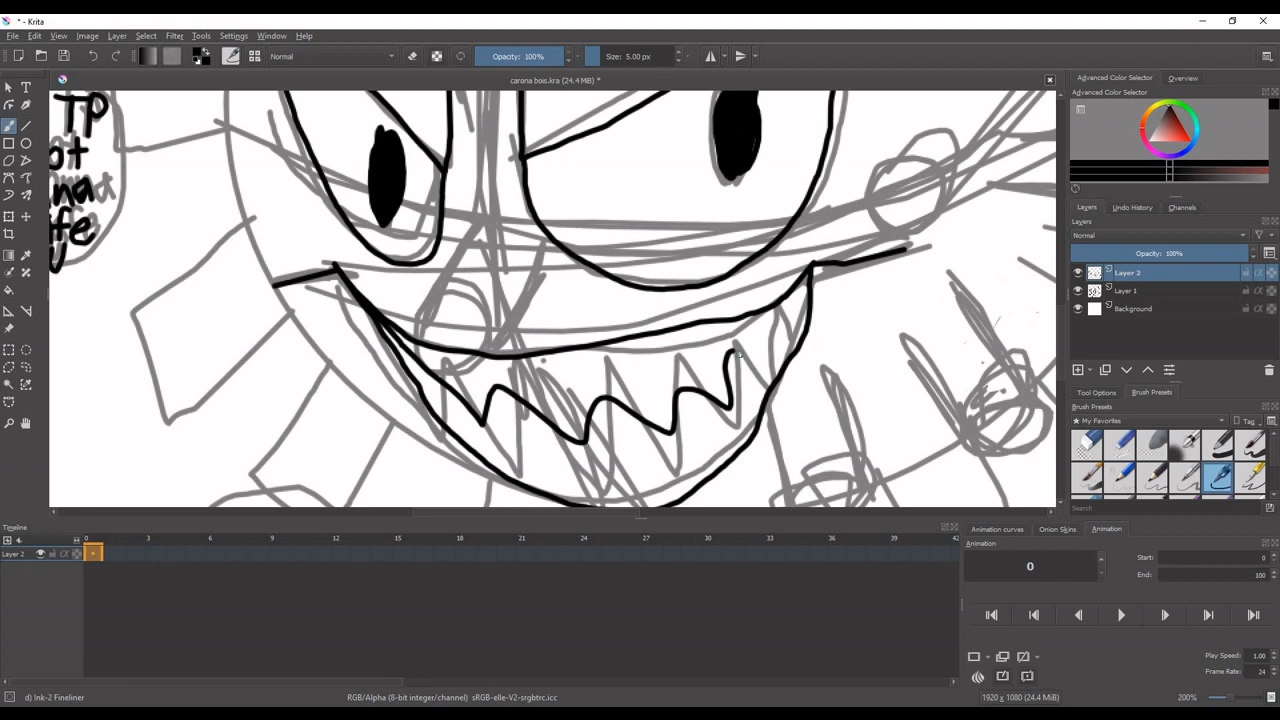 * - Krita
File Edit View Image Layer Select Filter Tools Settings Window Help
Normal
Opacity: 100%
Size: 5.00 px
carona bois.kra (24.4 MiB) *
TP
ot
na
fe
y
Advanced Color Selector Overview
Advanced Color Selector
Layers Undo History Channels
Layers
Normal
Opacity: 100%
Layer 2
Layer 1
Background
Tool Options Brush Presets
Brush Presets
★ My Favorites
Tag
Search
Timeline
0 3 6 9 12 15 18 21 24 27 30 33 36 39 42
Layer 2
Animation curves Onion Skins Animation
Animation
0
Start: 0
End: 100
Play Speed: 1.00
Frame Rate: 24
d) Ink-2 Fineliner
RGB/Alpha (8-bit integer/channel) sRGB-elle-V2-srgbtrc.icc
1920 x 1080 (24.4 MiB)
200%